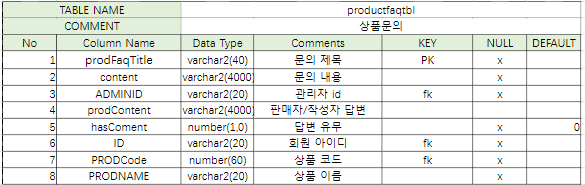 TABLE NAME productfaqtbl
COMMENT 상품문의
No Column Name Data Type Comments KEY NULL DEFAULT
1 prodFaqTitle varchar2(40) 문의 제목 PK x
2 content varchar2(4000) 문의 내용 x
3 ADMINID varchar2(20) 관리자 id fk x
4 prodContent varchar2(4000) 판매자/작성자 답변
5 hasComent number(1,0) 답변 유무 x 0
6 ID varchar2(20) 회원 아이디 fk x
7 PRODCode number(60) 상품 코드 fk x
8 PRODNAME varchar2(20) 상품 이름 x